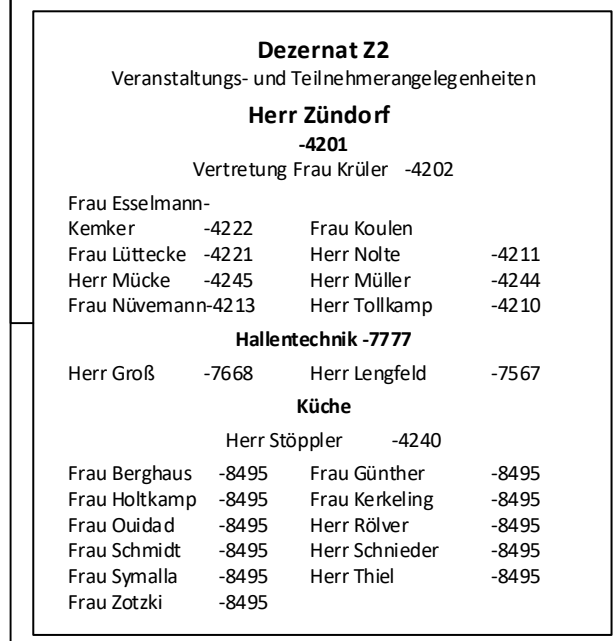 Dezernat Z2
Veranstaltungs- und Teilnehmerangelegenheiten
Herr Zündorf
-4201
Vertretung Frau Krüler -4202
Frau Esselmann-
Kemker -4222 Frau Koulen
Frau Lüttecke -4221 Herr Nolte -4211
Herr Mücke -4245 Herr Müller -4244
Frau Nüvemann-4213 Herr Tollkamp -4210
Hallentechnik -7777
Herr Groß -7668 Herr Lengfeld -7567
Küche
Herr Stöppler -4240
Frau Berghaus -8495 Frau Günther -8495
Frau Holtkamp -8495 Frau Kerkeling -8495
Frau Ouidad -8495 Herr Rölver -8495
Frau Schmidt -8495 Herr Schnieder -8495
Frau Symalla -8495 Herr Thiel -8495
Frau Zotzki -8495